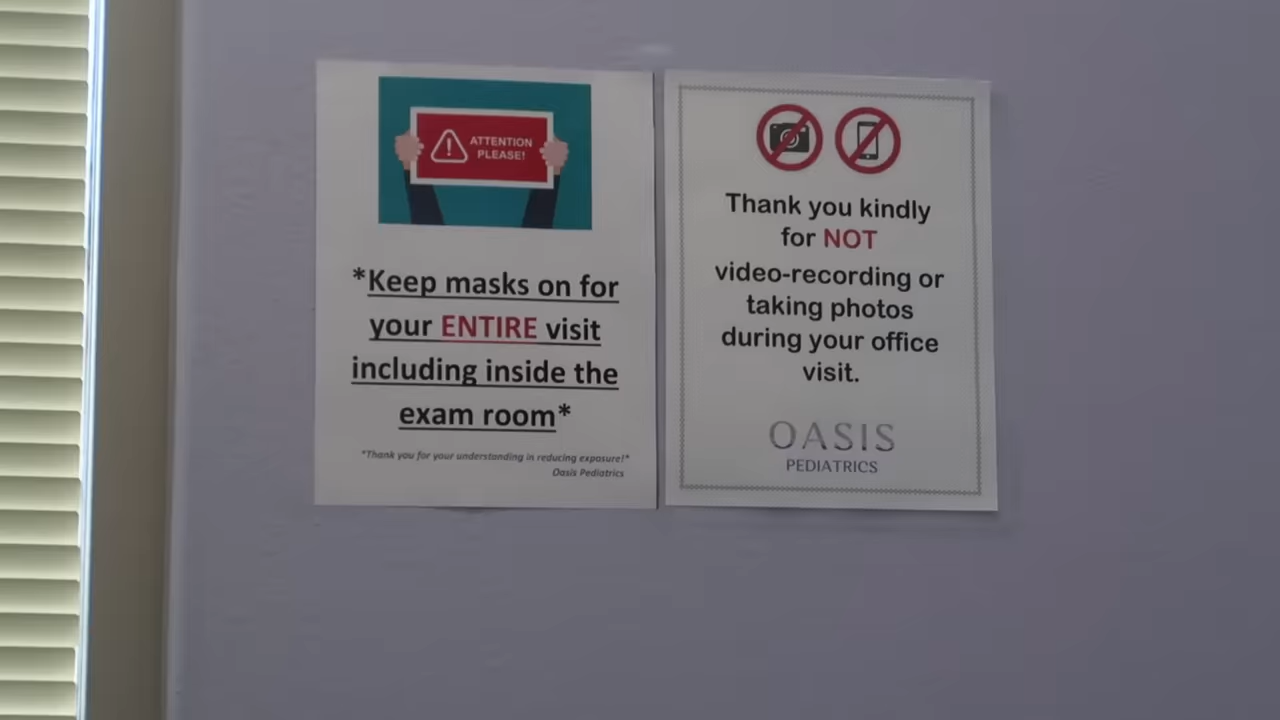 ATTENTION
PLEASE!
*Keep masks on for
your ENTIRE visit
including inside the
exam room*
*Thank you for your understanding in reducing exposure!*
Oasis Pediatrics
Thank you kindly
for NOT
video-recording or
taking photos
during your office
visit.
OASIS
PEDIATRICS